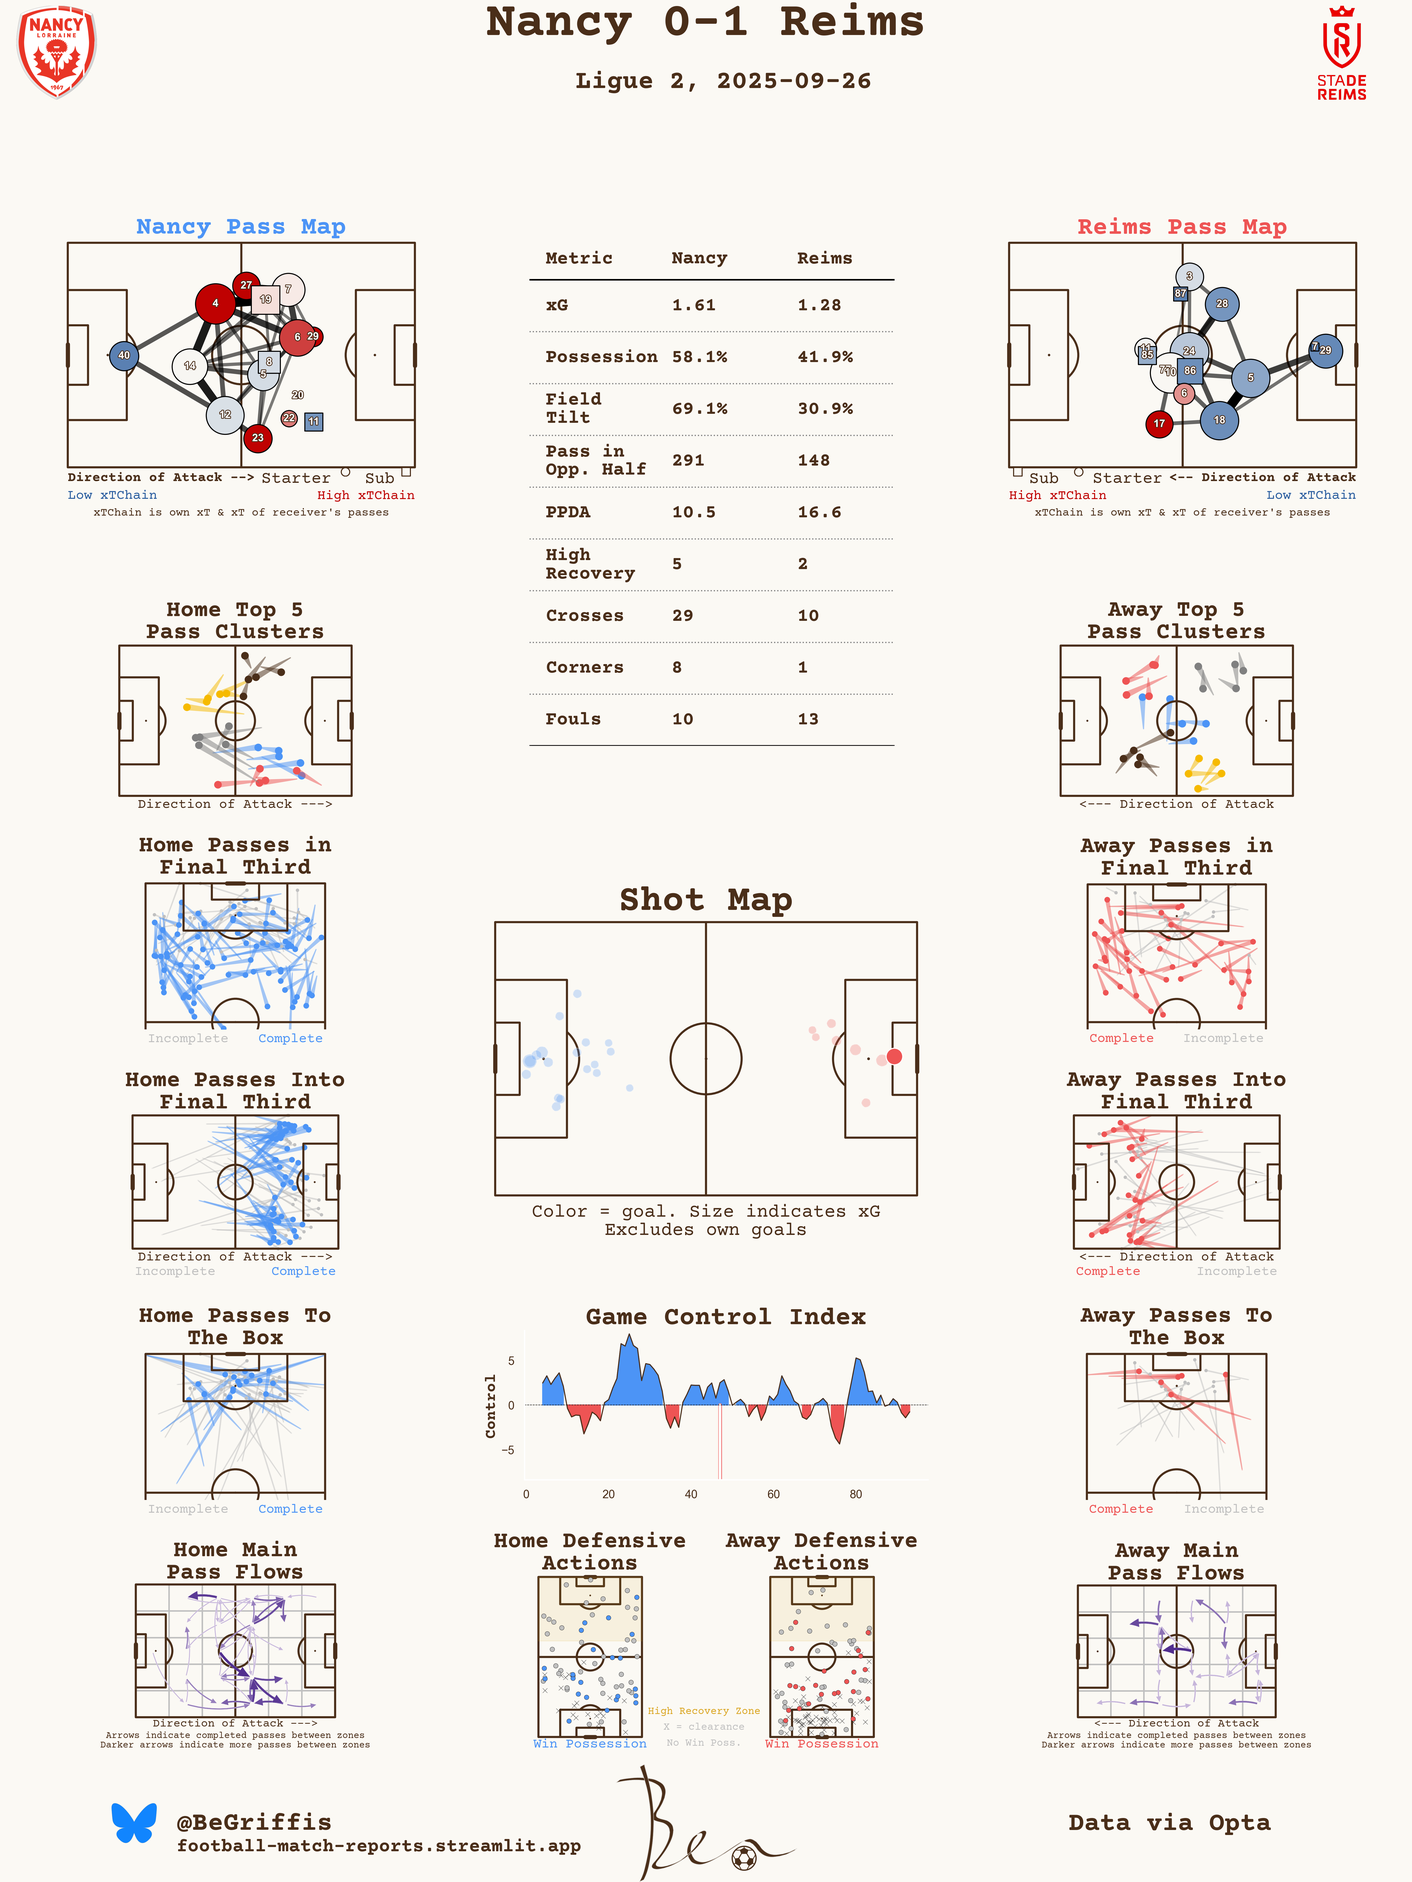 Nancy 0-1 Reims
Ligue 2, 2025-09-26
NANCY
LORRAINE
1967
STADE
REIMS
Nancy Pass Map
27
19
7
4
6
29
40
14
8
5
20
12
22
11
23
Direction of Attack --> Starter Sub
Low xTChain High xTChain
xTChain is own xT & xT of receiver's passes
Metric Nancy Reims
xG 1.61 1.28
Possession 58.1% 41.9%
Field
Tilt 69.1% 30.9%
Pass in
Opp. Half 291 148
PPDA 10.5 16.6
High
Recovery 5 2
Crosses 29 10
Corners 8 1
Fouls 10 13
Reims Pass Map
3
87
28
11
85
24
7
29
10
86
5
6
17
18
Sub Starter <-- Direction of Attack
High xTChain Low xTChain
xTChain is own xT & xT of receiver's passes
Home Top 5
Pass Clusters
Direction of Attack --->
Away Top 5
Pass Clusters
<--- Direction of Attack
Home Passes in
Final Third
Incomplete Complete
Away Passes in
Final Third
Complete Incomplete
Shot Map
Color = goal. Size indicates xG
Excludes own goals
Home Passes Into
Final Third
Direction of Attack --->
Incomplete Complete
Away Passes Into
Final Third
<--- Direction of Attack
Complete Incomplete
Home Passes To
The Box
Incomplete Complete
Game Control Index
Control
5
0
−5
0 20 40 60 80
Away Passes To
The Box
Complete Incomplete
Home Main
Pass Flows
Direction of Attack --->
Arrows indicate completed passes between zones
Darker arrows indicate more passes between zones
Home Defensive
Actions
Win Possession
High Recovery Zone
X = clearance
No Win Poss.
Away Defensive
Actions
Win Possession
Away Main
Pass Flows
<--- Direction of Attack
Arrows indicate completed passes between zones
Darker arrows indicate more passes between zones
@BeGriffis
football-match-reports.streamlit.app
Ben
Data via Opta